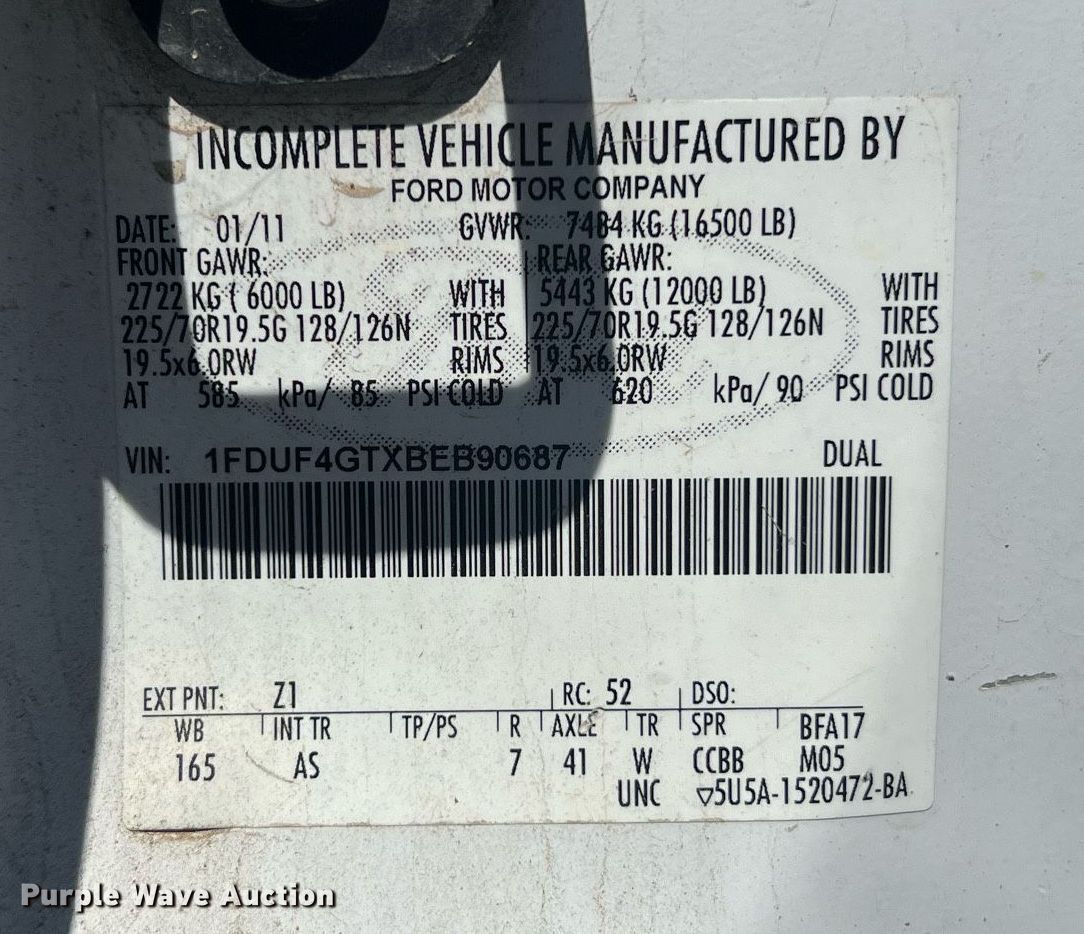 INCOMPLETE VEHICLE MANUFACTURED BY
FORD MOTOR COMPANY
DATE: 01/11 GVWR: 7484 KG (16500 LB)
FRONT GAWR: REAR GAWR:
2722 KG ( 6000 LB) WITH 5443 KG (12000 LB) WITH
225/70R19.5G 128/126N TIRES 225/70R19.5G 128/126N TIRES
19.5x6.0RW RIMS 19.5x6.0RW RIMS
AT 585 kPa/ 85 PSI COLD AT 620 kPa/ 90 PSI COLD
VIN: 1FDUF4GTXBEB90687 DUAL
EXT PNT: Z1 RC: 52 DSO:
WB INT TR TP/PS R AXLE TR SPR BFA17
165 AS 7 41 W CCBB M05
UNC ▽5U5A-1520472-BA
Purple Wave Auction